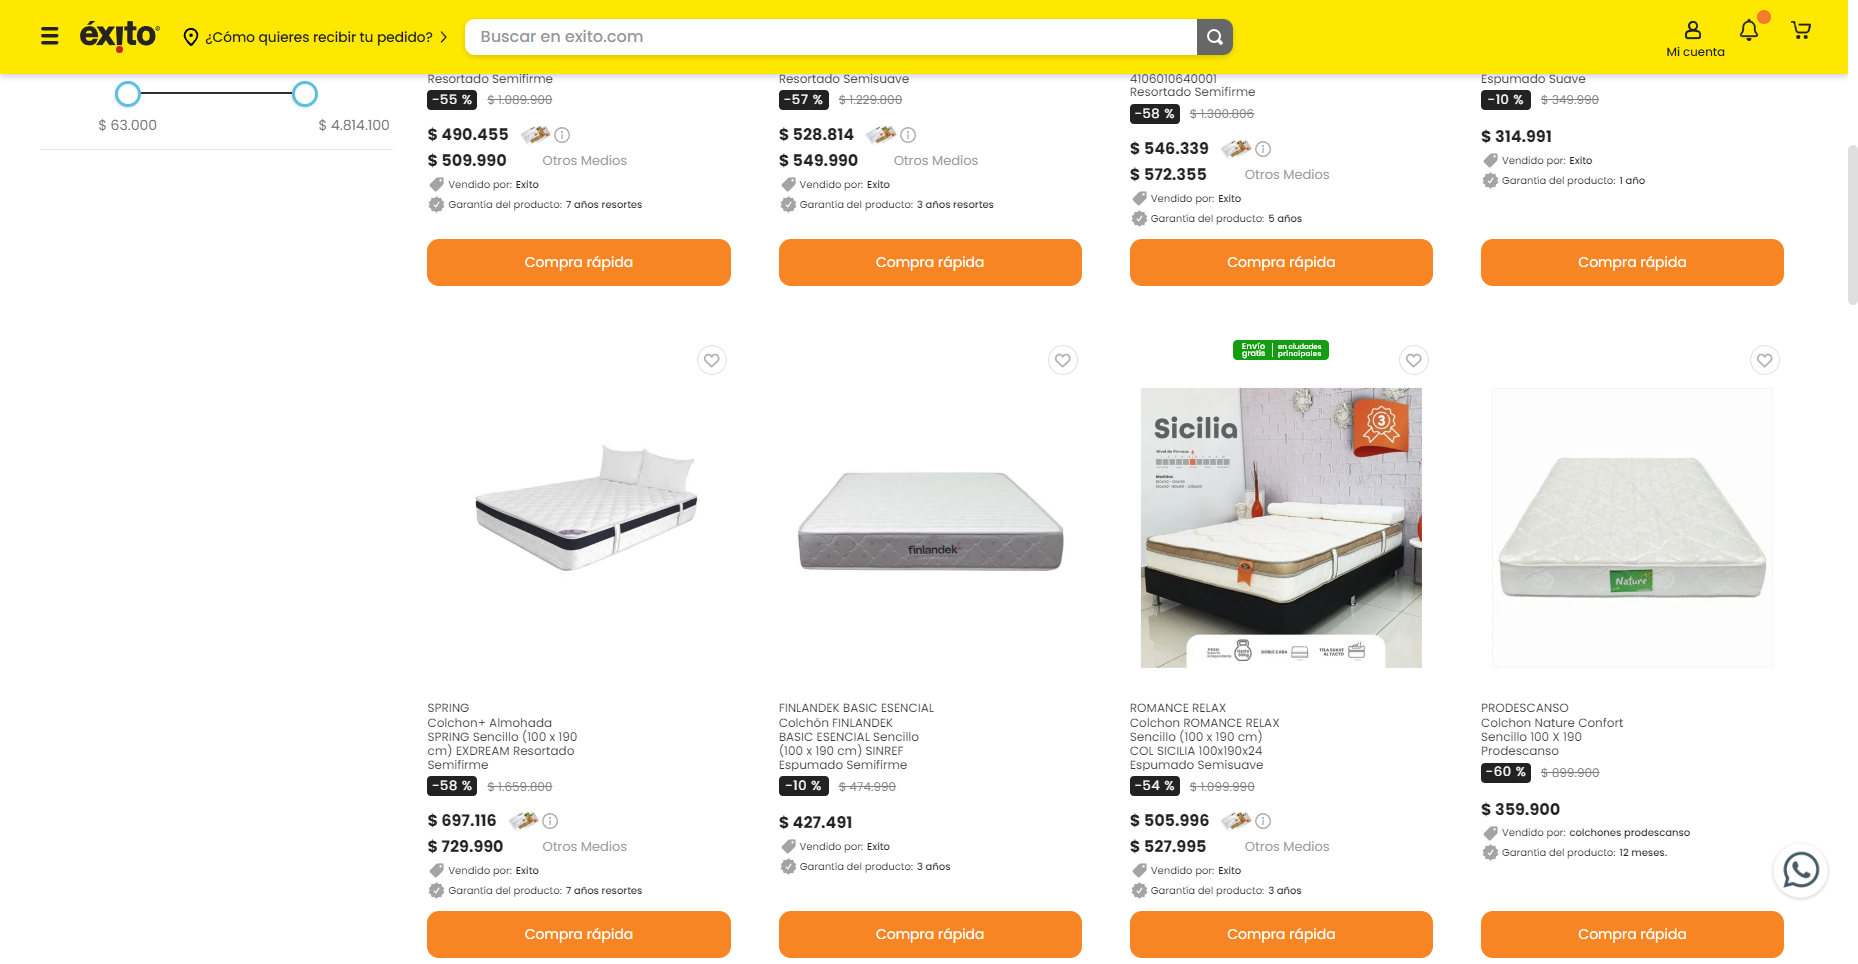 éxito
¿Cómo quieres recibir tu pedido?
Buscar en exito.com
Mi cuenta
$ 63.000
$ 4.814.100
Resortado Semifirme
-55 % $ 1.089.900
$ 490.455
$ 509.990 Otros Medios
Vendido por: Exito
Garantía del producto: 7 años resortes
Compra rápida
Resortado Semisuave
-57 % $ 1.229.800
$ 528.814
$ 549.990 Otros Medios
Vendido por: Exito
Garantía del producto: 3 años resortes
Compra rápida
4106010640001
Resortado Semifirme
-58 % $ 1.300.806
$ 546.339
$ 572.355 Otros Medios
Vendido por: Exito
Garantía del producto: 5 años
Compra rápida
Espumado Suave
-10 % $ 349.990
$ 314.991
Vendido por: Exito
Garantía del producto: 1 año
Compra rápida
SPRING
Colchon+ Almohada
SPRING Sencillo (100 x 190
cm) EXDREAM Resortado
Semifirme
-58 % $ 1.659.800
$ 697.116
$ 729.990 Otros Medios
Vendido por: Exito
Garantía del producto: 7 años resortes
Compra rápida
finlandek
FINLANDEK BASIC ESENCIAL
Colchón FINLANDEK
BASIC ESENCIAL Sencillo
(100 x 190 cm) SINREF
Espumado Semifirme
-10 % $ 474.990
$ 427.491
Vendido por: Exito
Garantía del producto: 3 años
Compra rápida
Envío gratis
en ciudades principales
Sicilia
3
Nivel de Firmeza
Medidas
PESO
DOBLE CARA
TELA SUAVE
AL TACTO
ROMANCE RELAX
Colchon ROMANCE RELAX
Sencillo (100 x 190 cm)
COL SICILIA 100x190x24
Espumado Semisuave
-54 % $ 1.099.990
$ 505.996
$ 527.995 Otros Medios
Vendido por: Exito
Garantía del producto: 3 años
Compra rápida
Nature
PRODESCANSO
Colchon Nature Confort
Sencillo 100 X 190
Prodescanso
-60 % $ 899.900
$ 359.900
Vendido por: colchones prodescanso
Garantía del producto: 12 meses.
Compra rápida